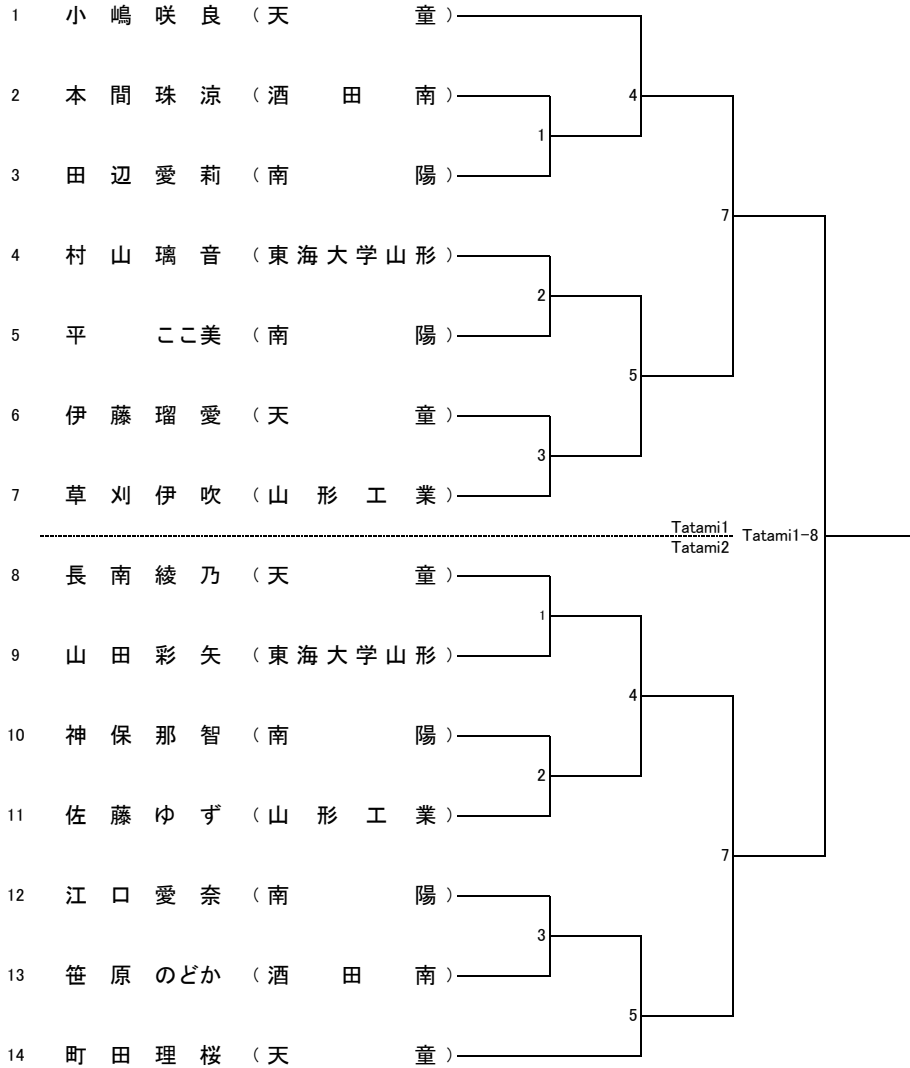 1 小嶋咲良 (天童)
2 本間珠涼 (酒田南)
4
1
3 田辺愛莉 (南陽)
7
4 村山璃音 (東海大学山形)
2
5 平 ここ美 (南陽)
5
6 伊藤瑠愛 (天童)
3
7 草刈伊吹 (山形工業)
Tatami1
Tatami1-8
Tatami2
8 長南綾乃 (天童)
1
9 山田彩矢 (東海大学山形)
4
10 神保那智 (南陽)
2
11 佐藤ゆず (山形工業)
7
12 江口愛奈 (南陽)
3
13 笹原のどか (酒田南)
5
14 町田理桜 (天童)